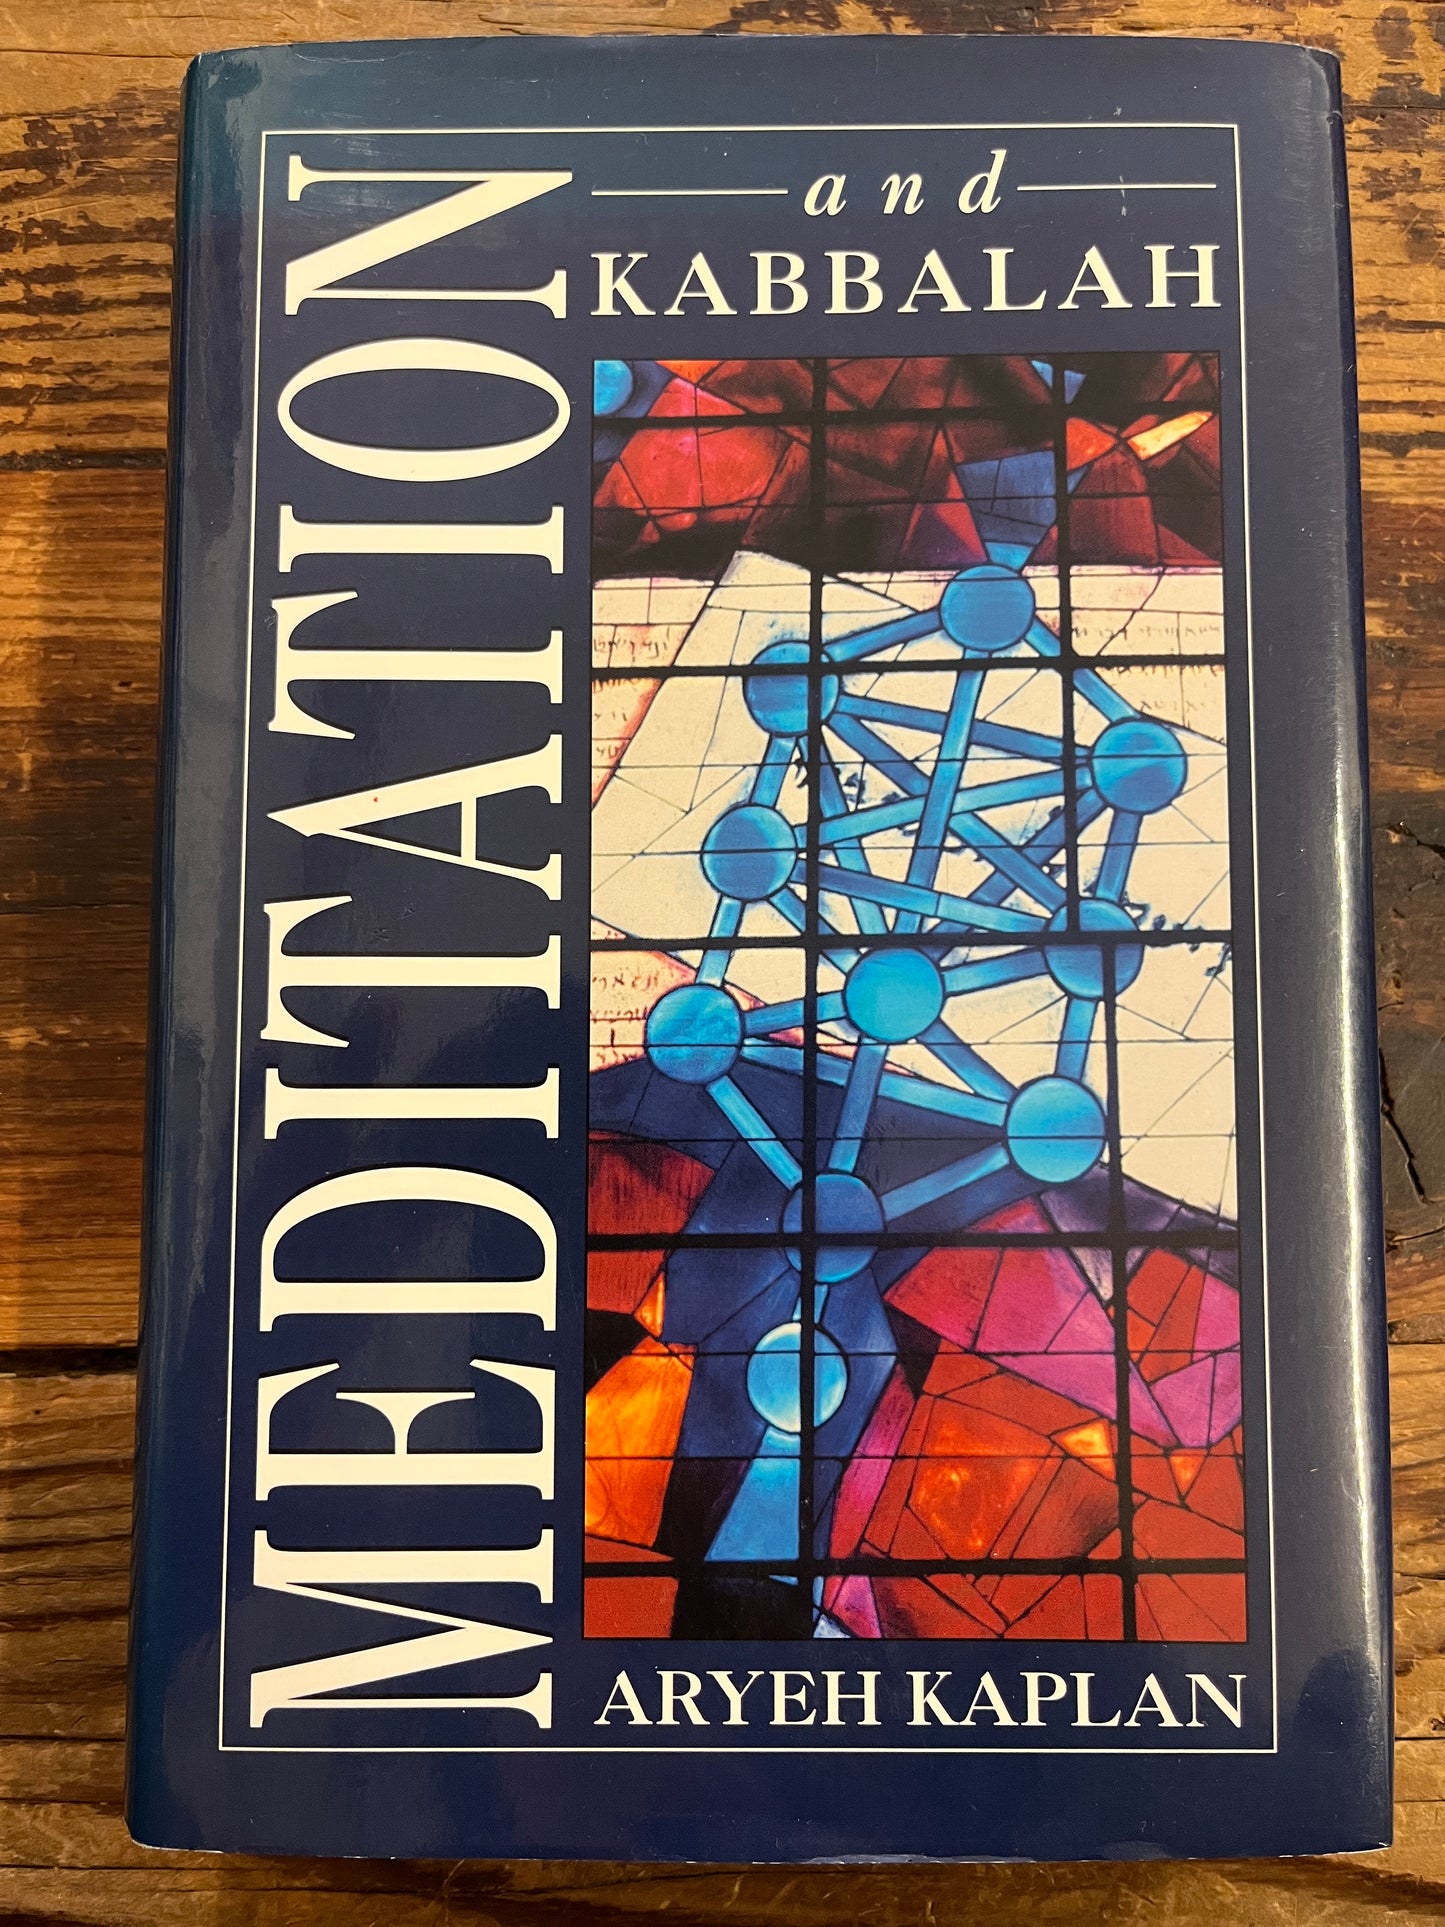 MEDITATION
and
KABBALAH
ARYEH KAPLAN